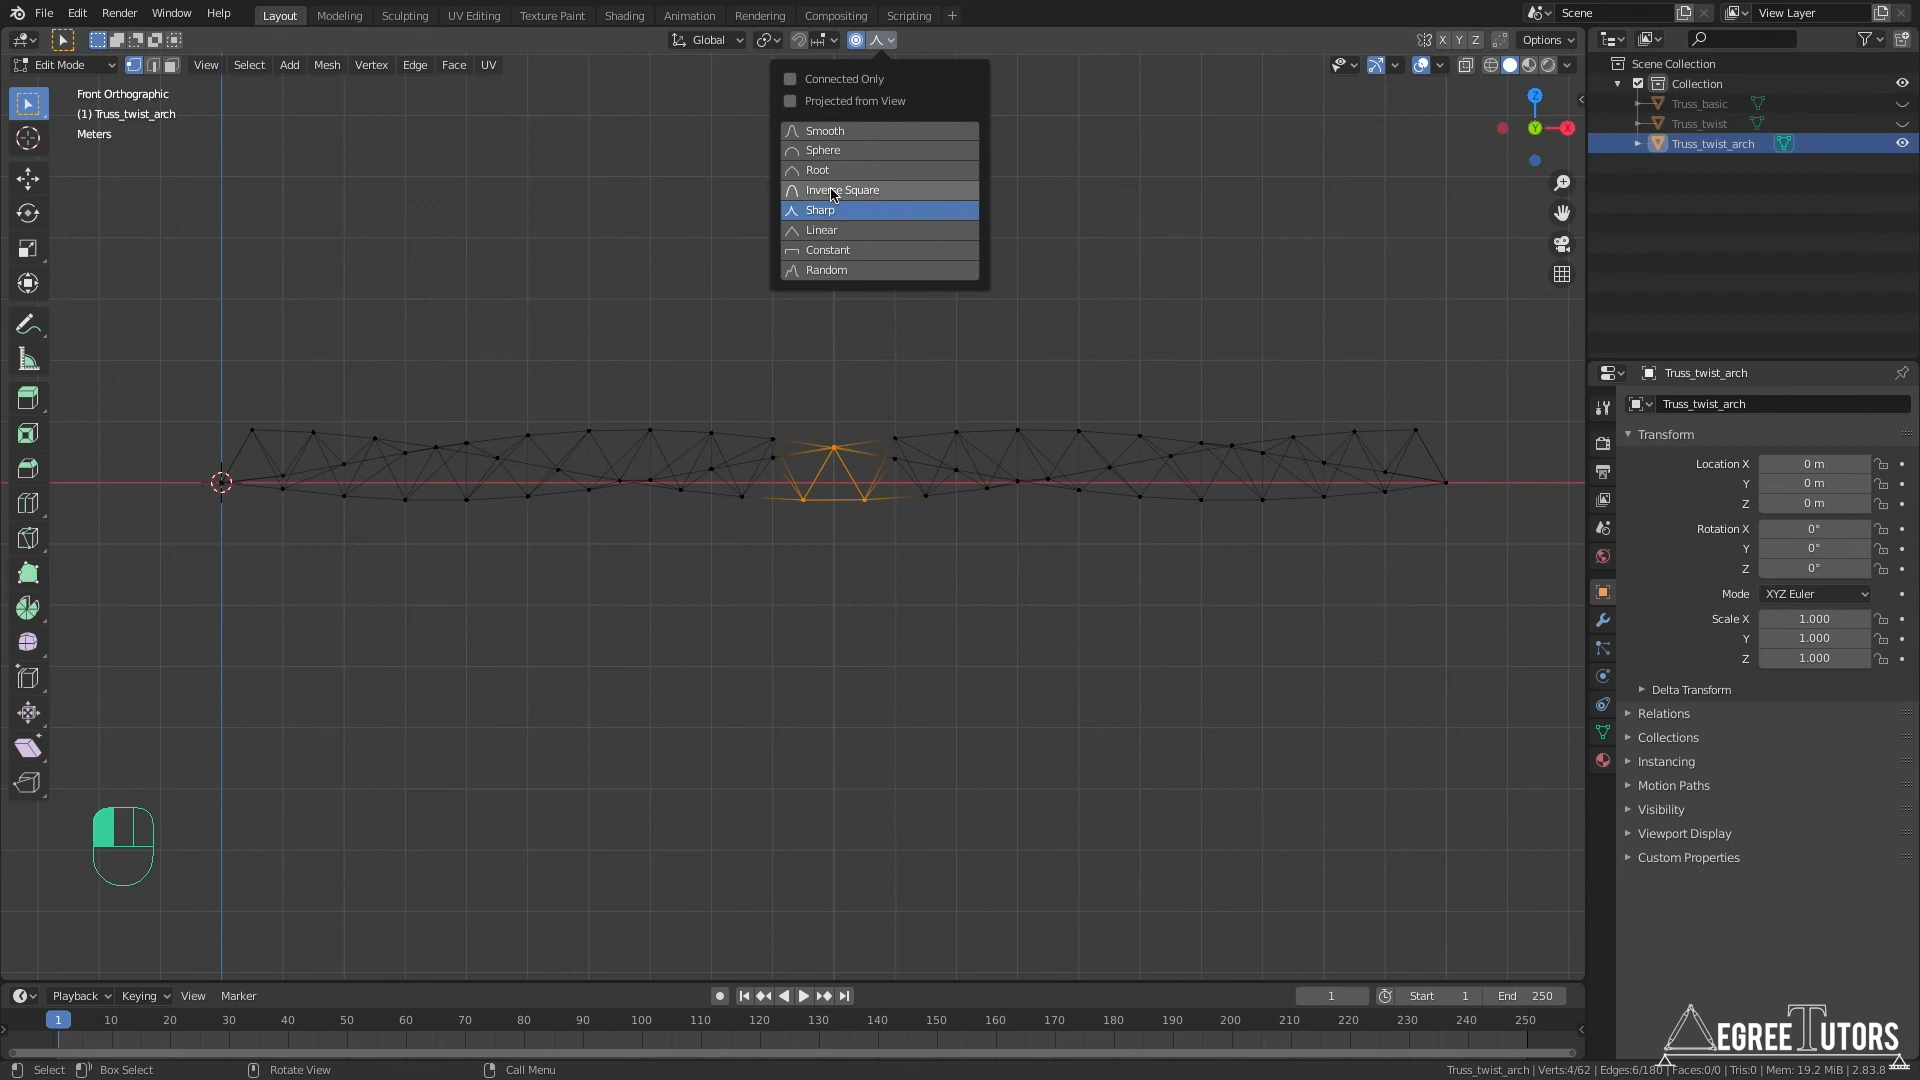 File Edit Render Window Help
Layout Modeling Sculpting UV Editing Texture Paint Shading Animation Rendering Compositing Scripting +
Scene
View Layer
Global
X Y Z
Options
Edit Mode
View Select Add Mesh Vertex Edge Face UV
Front Orthographic
(1) Truss_twist_arch
Meters
Connected Only
Projected from View
Smooth
Sphere
Root
Inverse Square
Sharp
Linear
Constant
Random
Z
Y
X
Scene Collection
Collection
Truss_basic
Truss_twist
Truss_twist_arch
Truss_twist_arch
Truss_twist_arch
Transform
Location X 0 m
Y 0 m
Z 0 m
Rotation X 0°
Y 0°
Z 0°
Mode XYZ Euler
Scale X 1.000
Y 1.000
Z 1.000
Delta Transform
Relations
Collections
Instancing
Motion Paths
Visibility
Viewport Display
Custom Properties
Playback Keying View Marker
1
Start 1
End 250
1 10 20 30 40 50 60 70 80 90 100 110 120 130 140 150 160 170 180 190 200 210 220 230 240 250
EGREE TUTORS
Select Box Select Rotate View Call Menu
Truss_twist_arch | Verts:4/62 | Edges:6/180 | Faces:0/0 | Tris:0 | Mem: 19.2 MiB | 2.83.8